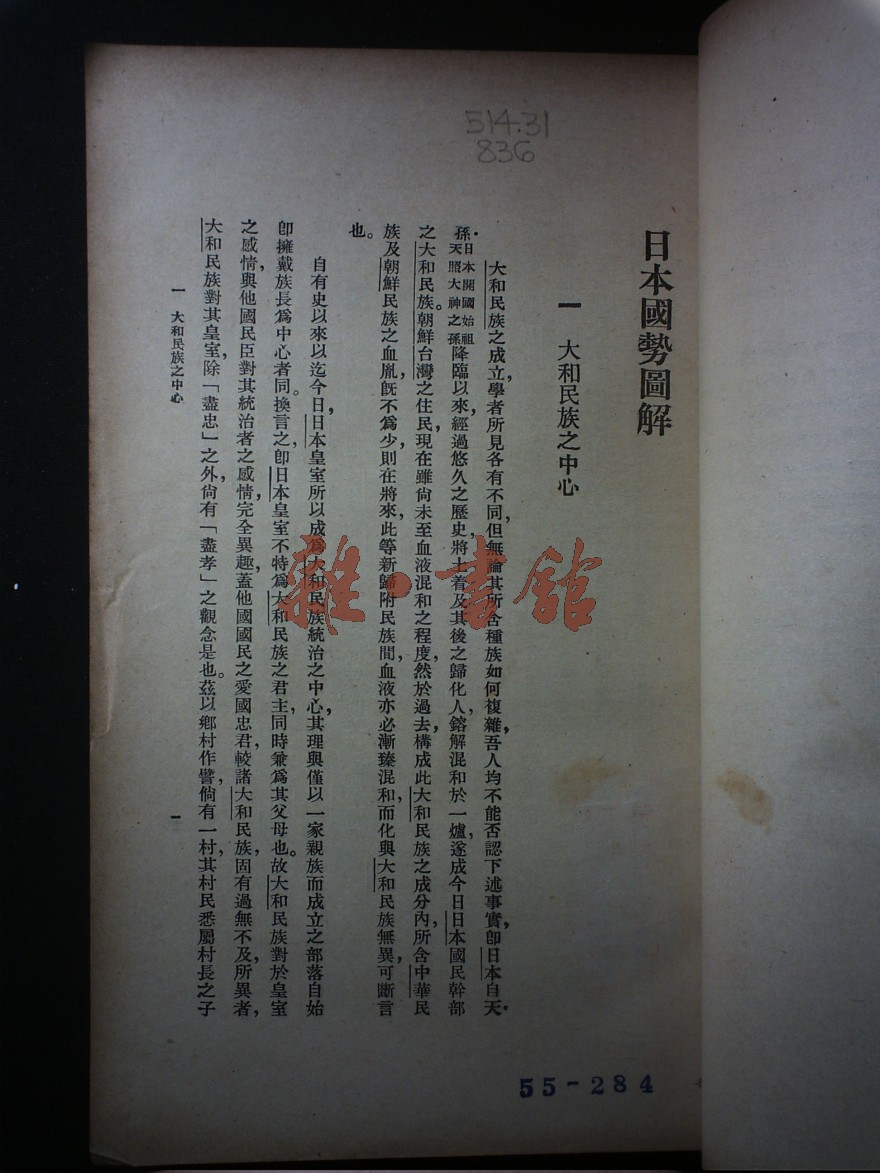 514.31
836
日本國勢圖解
一 大和民族之中心
大和民族之成立，學者所見各有不同，但無論其所含種族如何複雜，吾人均不能否認下述事實，卽日本自天
孫日本開國始祖天照大神之孫降臨以來，經過悠久之歷史，將土着及其後之歸化人，鎔解混和於一爐，遂成今日日本國民幹部
之大和民族。朝鮮台灣之住民，現在雖尙未至血液混和之程度，然於過去構成此大和民族之成分內，所含中華民
族及朝鮮民族之血胤，旣不爲少，則在將來，此等新歸附民族間，血液亦必漸臻混和，而化與大和民族無異，可斷言
也。
自有史以來以迄今日，日本皇室所以成爲大和民族統治之中心，其理與僅以一家親族而成立之部落自始
卽擁戴族長爲中心者同。換言之，卽日本皇室不特爲大和民族之君主，同時兼爲其父母也。故大和民族對於皇室
之感情，與他國民臣對其統治者之感情，完全異趣，蓋他國國民之愛國忠君，較諸大和民族，固有過無不及，所異者，
大和民族對其皇室，除「盡忠」之外，尙有「盡孝」之觀念是也。茲以鄕村作譬，倘有一村，其村民悉屬村長之子
一 大和民族之中心
一
雜·書館
55-284